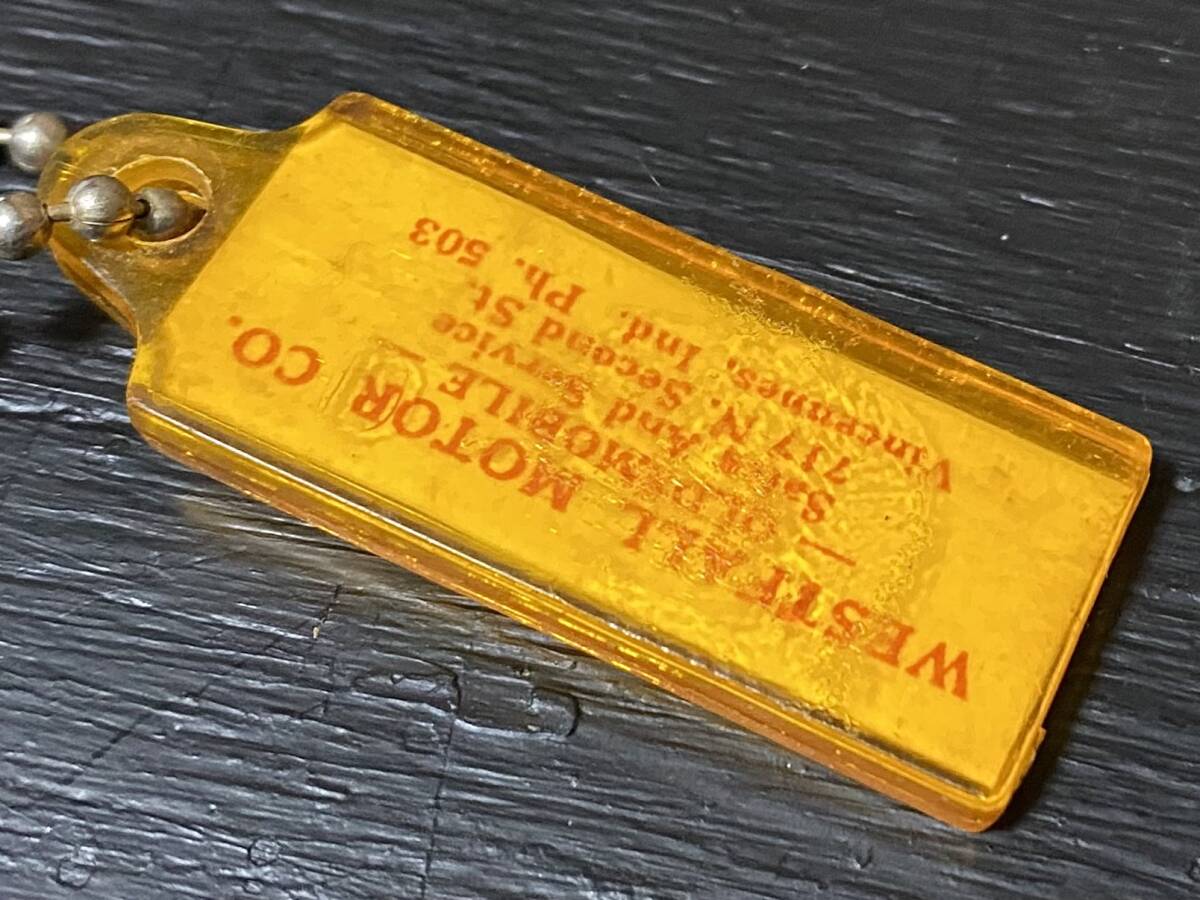 WESTFALL MOTOR CO.
— OLDSMOBILE —
Sales And Service
717 N. Second St.
Vincennes, Ind. Ph. 503